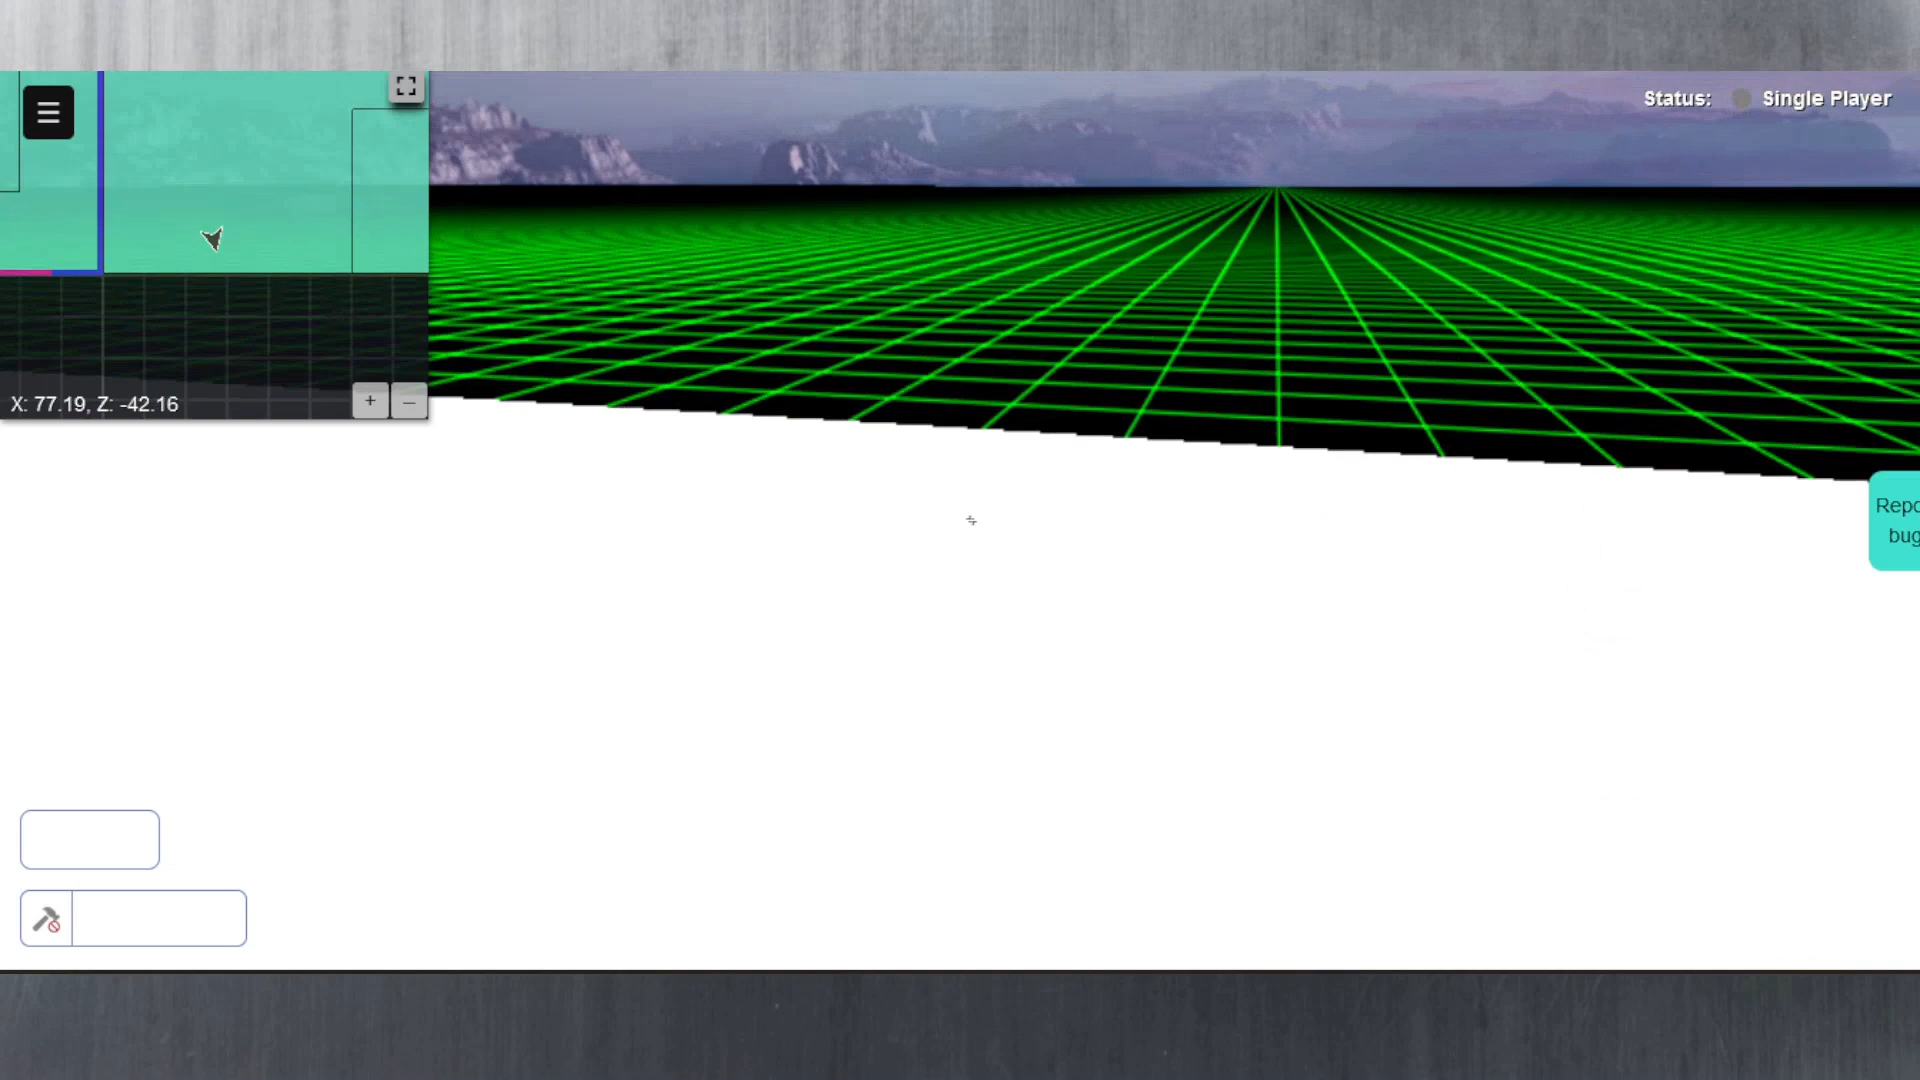 Status: Single Player
X: 77.19, Z: -42.16
+
–
Repo
bug